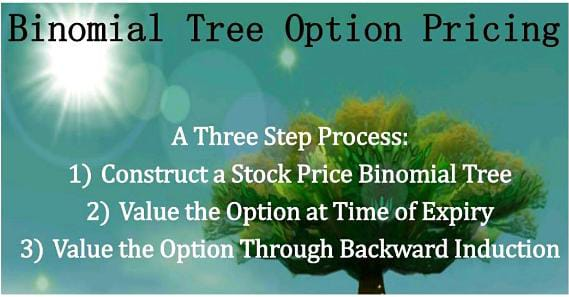 Binomial Tree Option Pricing
A Three Step Process:
1) Construct a Stock Price Binomial Tree
2) Value the Option at Time of Expiry
3) Value the Option Through Backward Induction